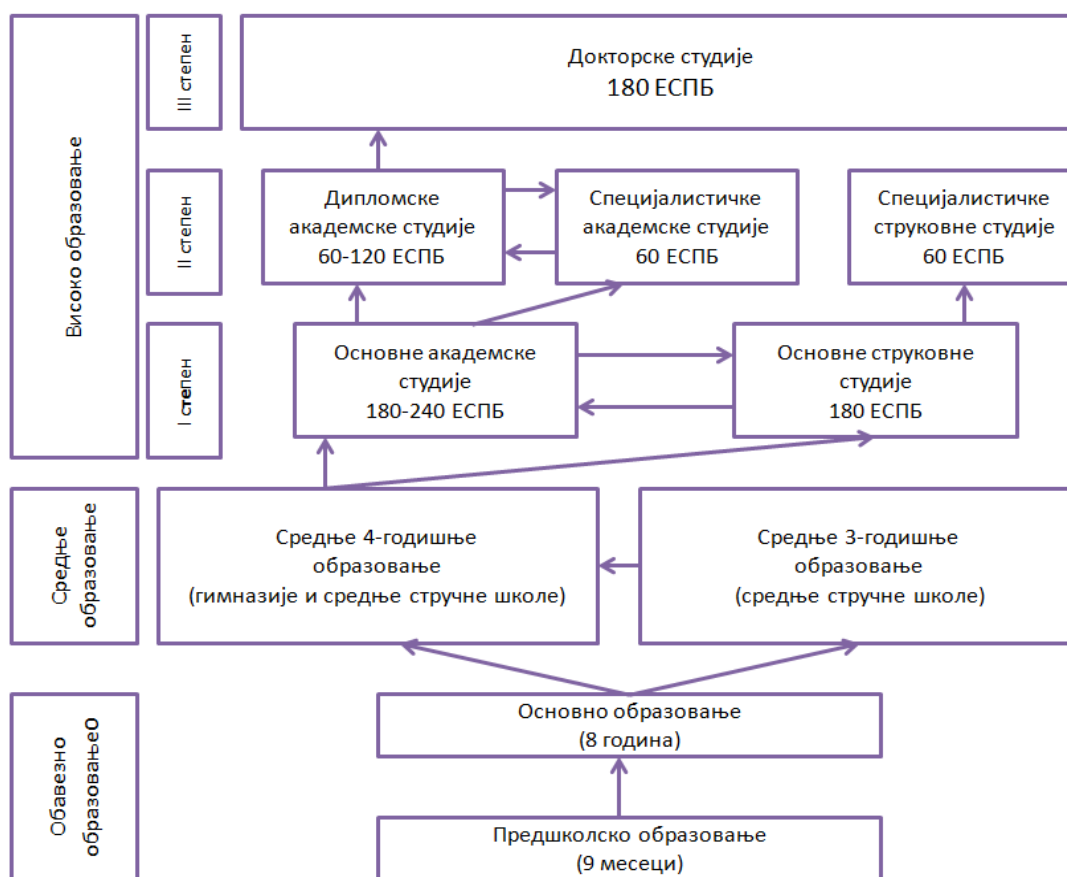 Високо образовање
III степен
Докторске студије
180 ЕСПБ
II степен
Дипломске
академске студије
60-120 ЕСПБ
Специјалистичке
академске студије
60 ЕСПБ
Специјалистичке
струковне студије
60 ЕСПБ
I степен
Основне академске
студије
180-240 ЕСПБ
Основне струковне
студије
180 ЕСПБ
Средње
образовање
Средње 4-годишње
образовање
(гимназије и средње стручне школе)
Средње 3-годишње
образовање
(средње стручне школе)
Обавезно
образовањеО
Основно образовање
(8 година)
Предшколско образовање
(9 месеци)